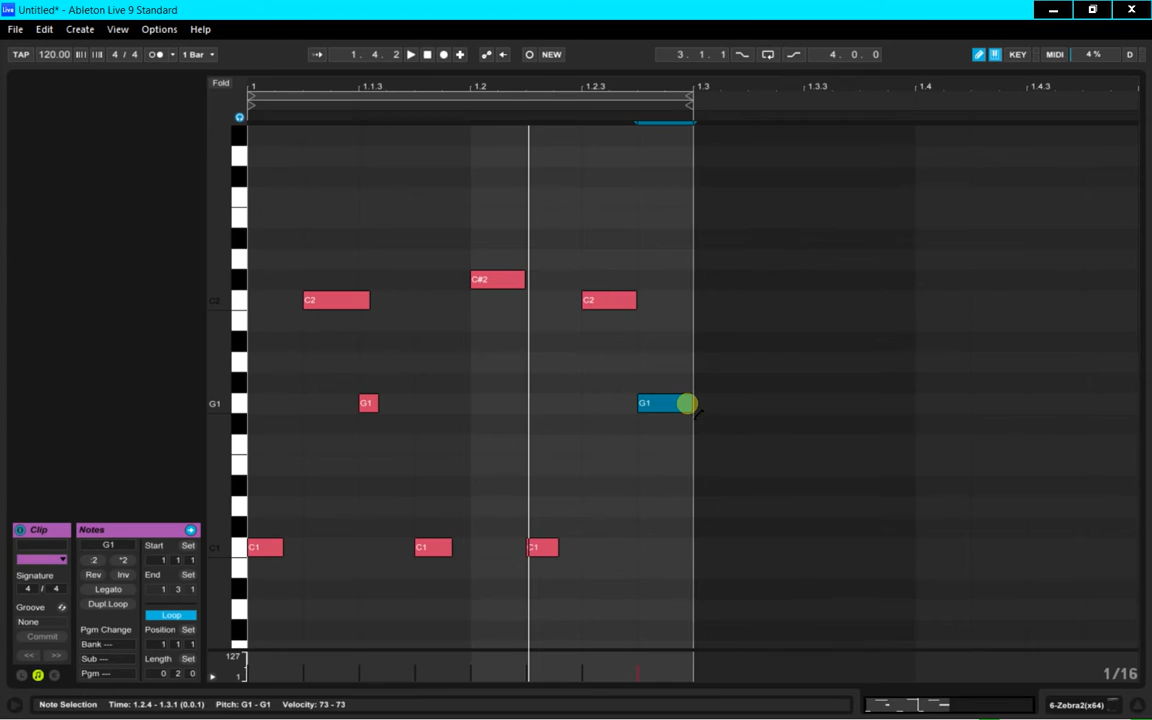 Live Untitled* - Ableton Live 9 Standard
File Edit Create View Options Help
TAP 120.00 4 / 4 1 Bar 1. 4. 2 NEW 3. 1. 1 4. 0. 0 KEY MIDI 4 % D
Fold 1 1.1.3 1.2 1.2.3 1.3 1.3.3 1.4 1.4.3
C#2
C2 C2 C2
G1 G1 G1
C1 C1 C1 C1
Clip Notes
G1 Start Set
:2 *2 1 1 1
Signature Rev Inv End Set
4 / 4 Legato 1 3 1
Groove Dupl.Loop
None Loop
Commit Pgm Change Position Set
Bank --- 1 1 1
<< >> Sub --- Length Set
Pgm --- 0 2 0
127
1
1/16
Note Selection Time: 1.2.4 - 1.3.1 (0.0.1) Pitch: G1 - G1 Velocity: 73 - 73 6-Zebra2(x64)